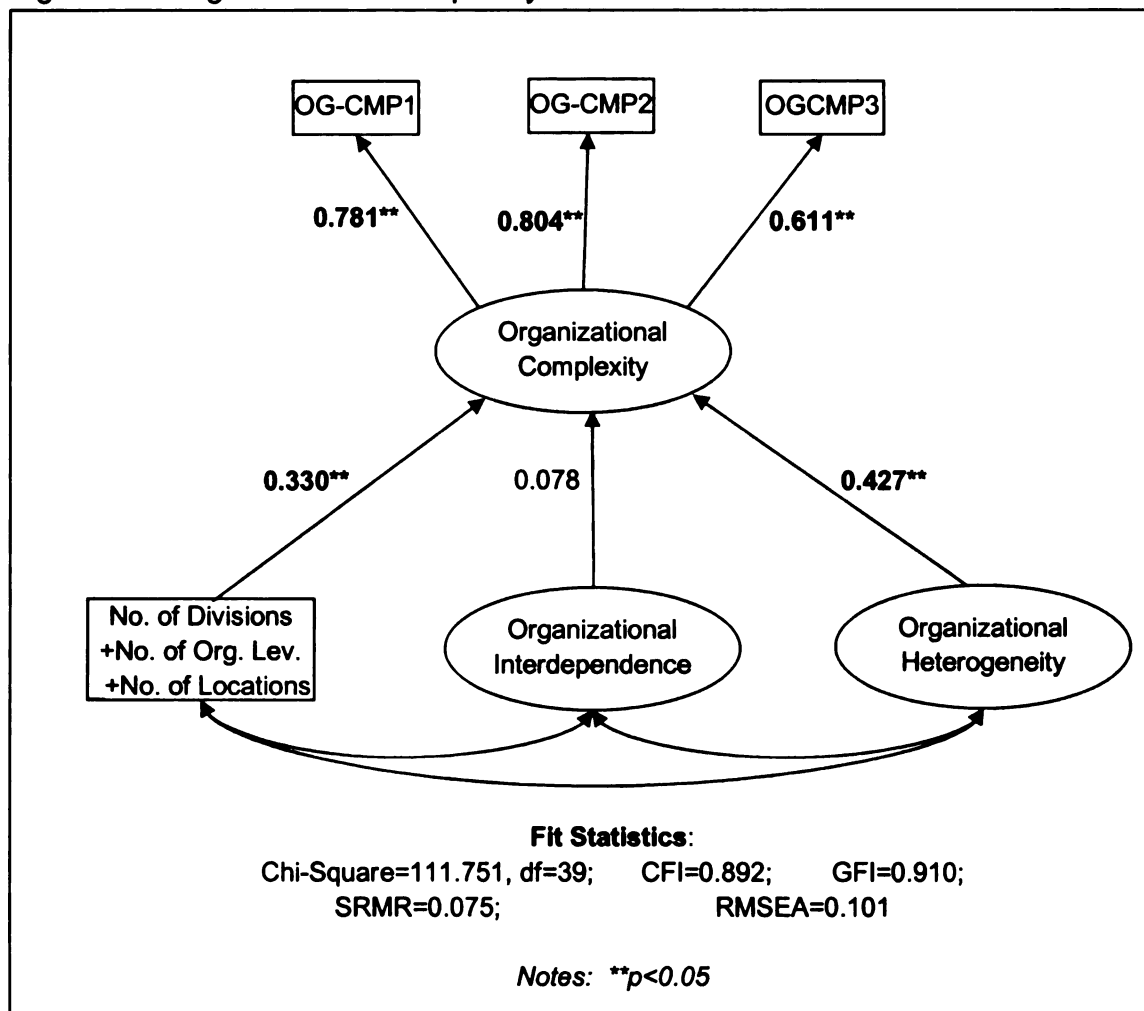 OG-CMP1
OG-CMP2
OGCMP3
0.781**
0.804**
0.611**
Organizational
Complexity
0.330**
0.078
0.427**
No. of Divisions
+No. of Org. Lev.
+No. of Locations
Organizational
Interdependence
Organizational
Heterogeneity
Fit Statistics:
Chi-Square=111.751, df=39; CFI=0.892; GFI=0.910;
SRMR=0.075; RMSEA=0.101
Notes: **p<0.05